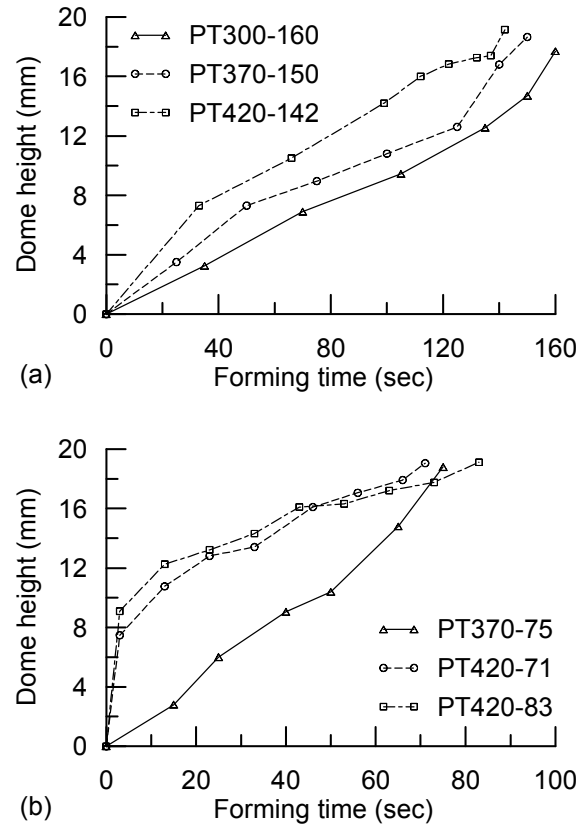 20
16
12
8
4
0
Dome height (mm)
PT300-160
PT370-150
PT420-142
0 40 80 120 160
(a) Forming time (sec)
20
16
12
8
4
0
Dome height (mm)
PT370-75
PT420-71
PT420-83
0 20 40 60 80 100
(b) Forming time (sec)